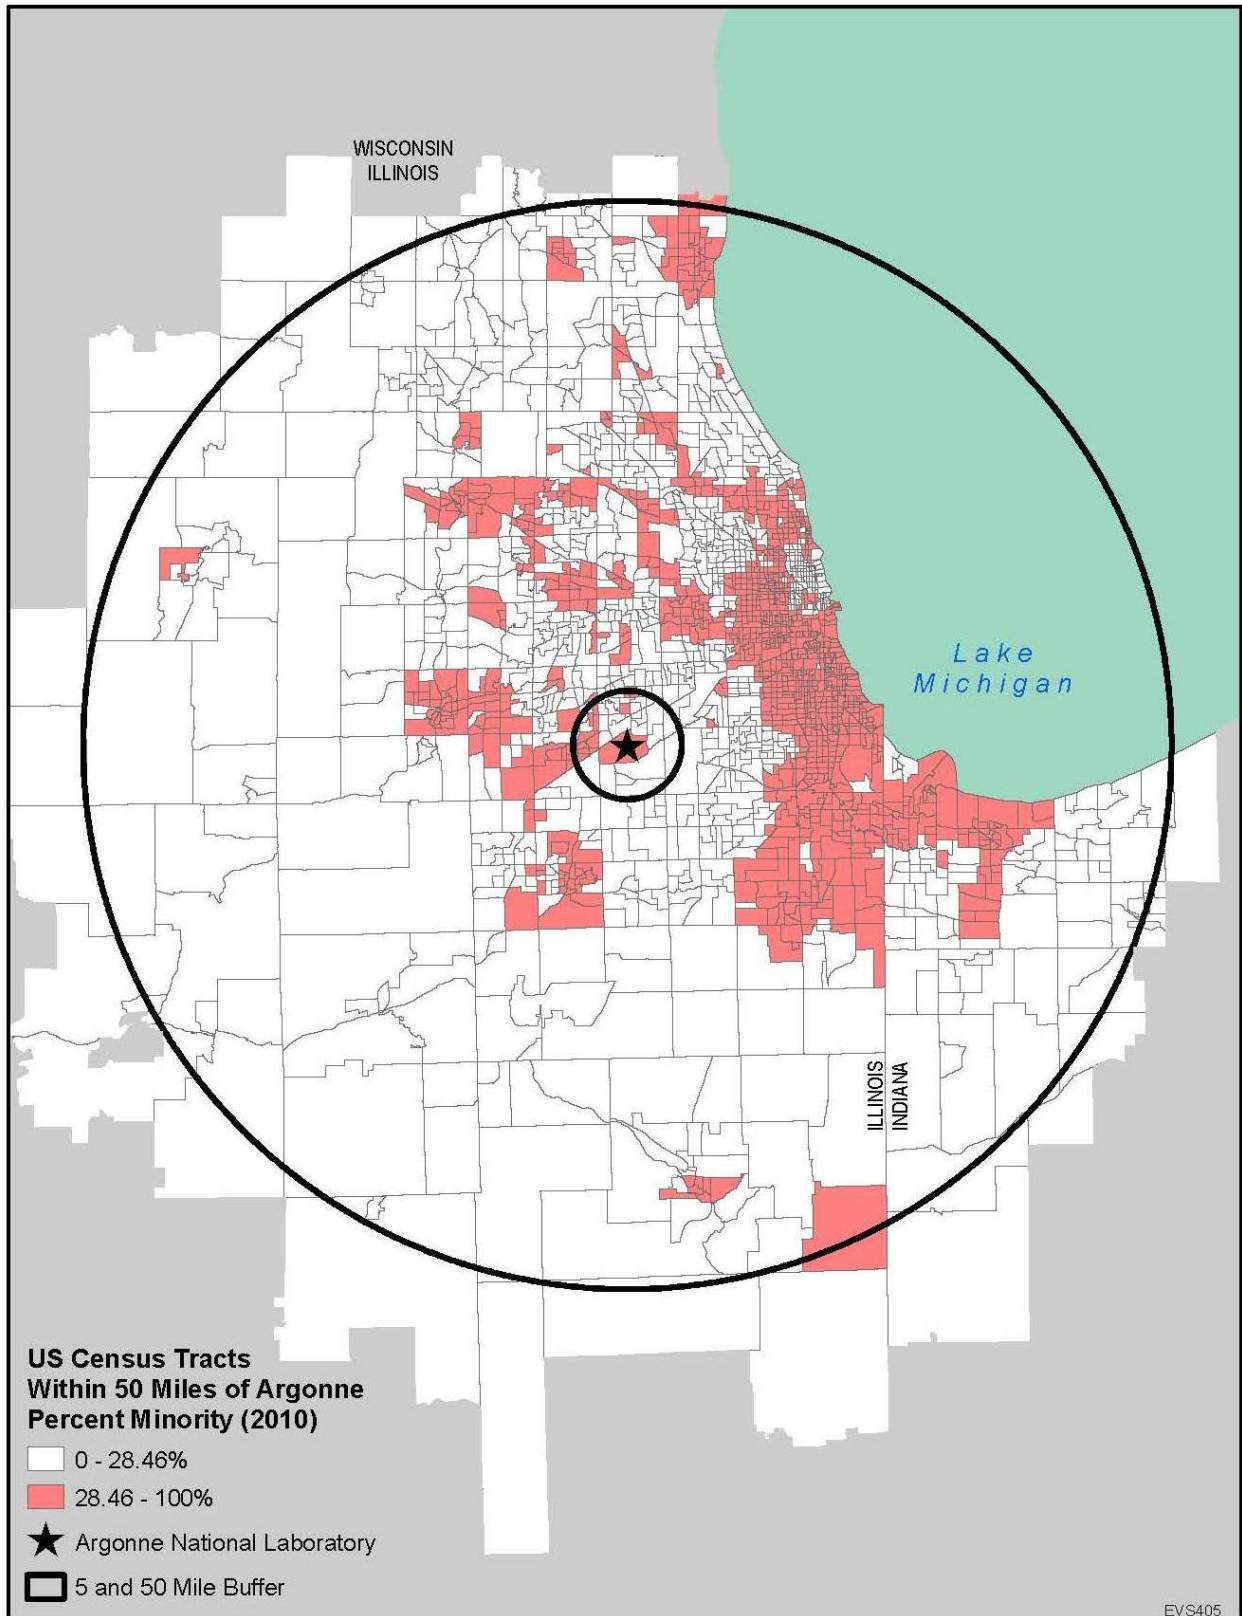 WISCONSIN
ILLINOIS
Lake
Michigan
ILLINOIS
INDIANA
US Census Tracts
Within 50 Miles of Argonne
Percent Minority (2010)
0 - 28.46%
28.46 - 100%
Argonne National Laboratory
5 and 50 Mile Buffer
EVS405